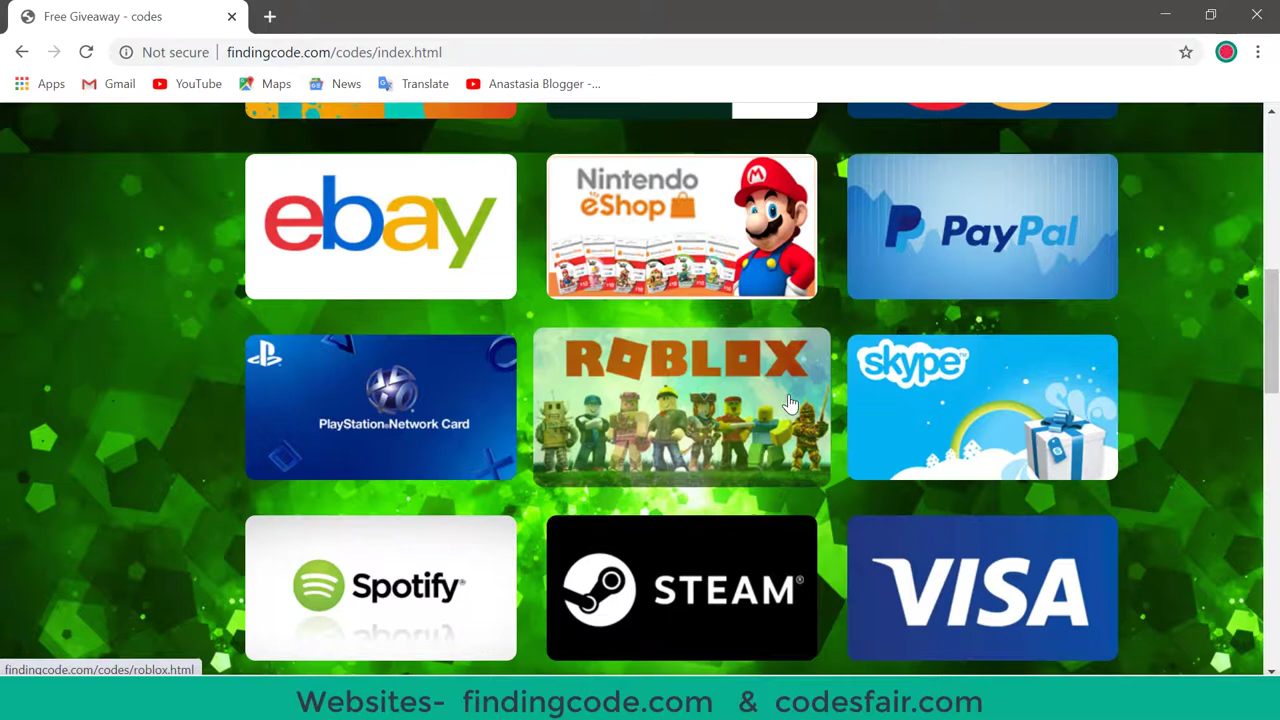 Free Giveaway - codes
Not secure findingcode.com/codes/index.html
Apps Gmail YouTube Maps News Translate Anastasia Blogger -...
ebay
Nintendo
eShop
PayPal
PlayStation®Network Card
ROBLOX
skype
Spotify®
STEAM®
VISA
findingcode.com/codes/roblox.html
Websites- findingcode.com & codesfair.com